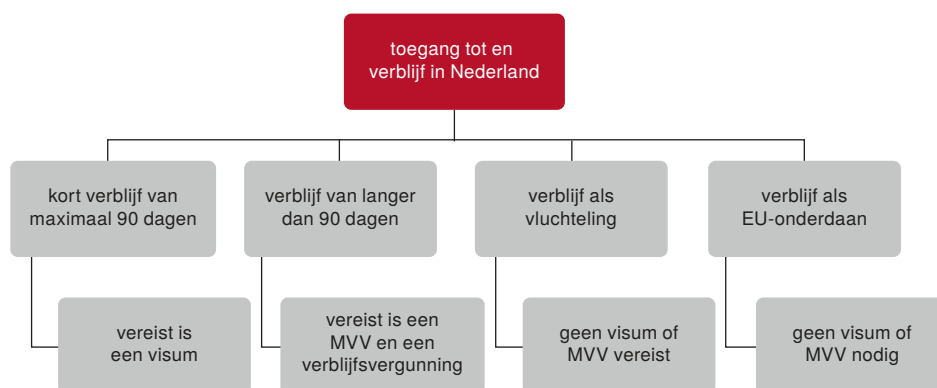 toegang tot en
verblijf in Nederland
kort verblijf van
maximaal 90 dagen
verblijf van langer
dan 90 dagen
verblijf als
vluchteling
verblijf als
EU-onderdaan
vereist is
een visum
vereist is een
MVV en een
verblijfsvergunning
geen visum of
MVV vereist
geen visum of
MVV nodig